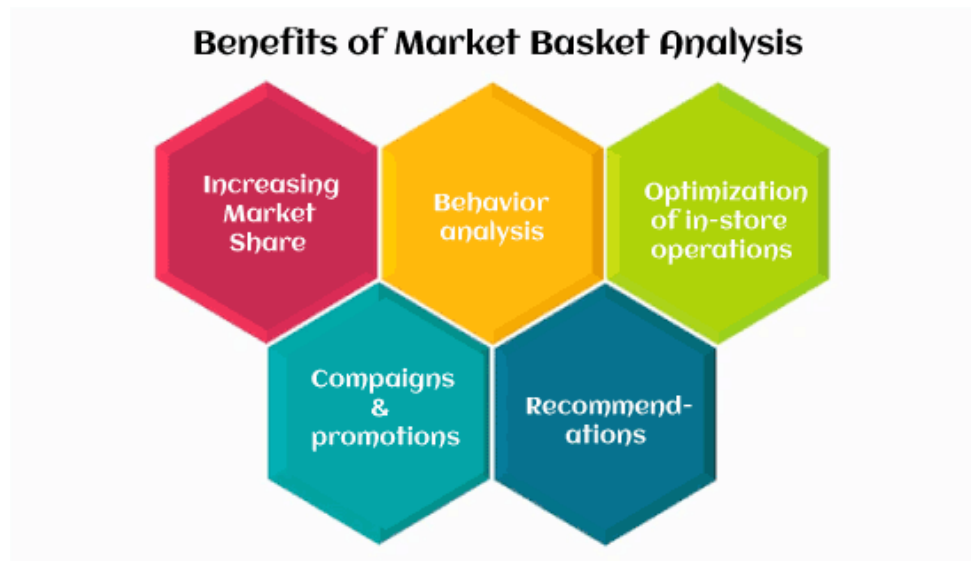 Benefits of Market Basket Analysis
Increasing
Market
Share
Behavior
analysis
Optimization
of in-store
operations
Compaigns
&
promotions
Recommend-
ations